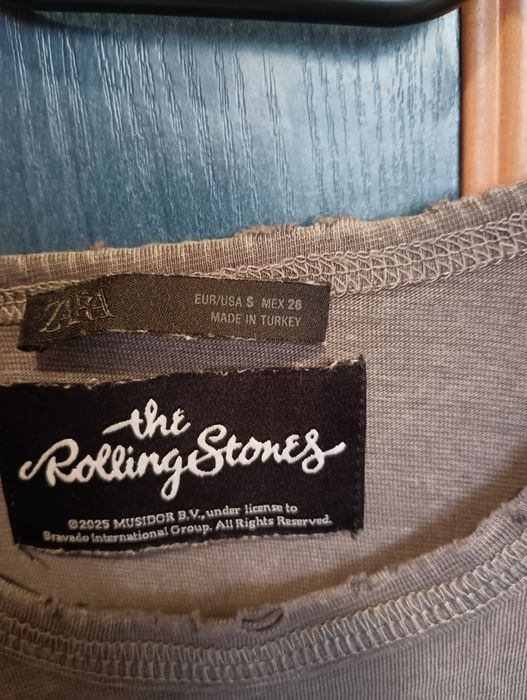 ZARA
EUR/USA S MEX 26
MADE IN TURKEY
the
Rolling Stones
©2025 MUSIDOR B.V., under license to
Bravado International Group. All Rights Reserved.